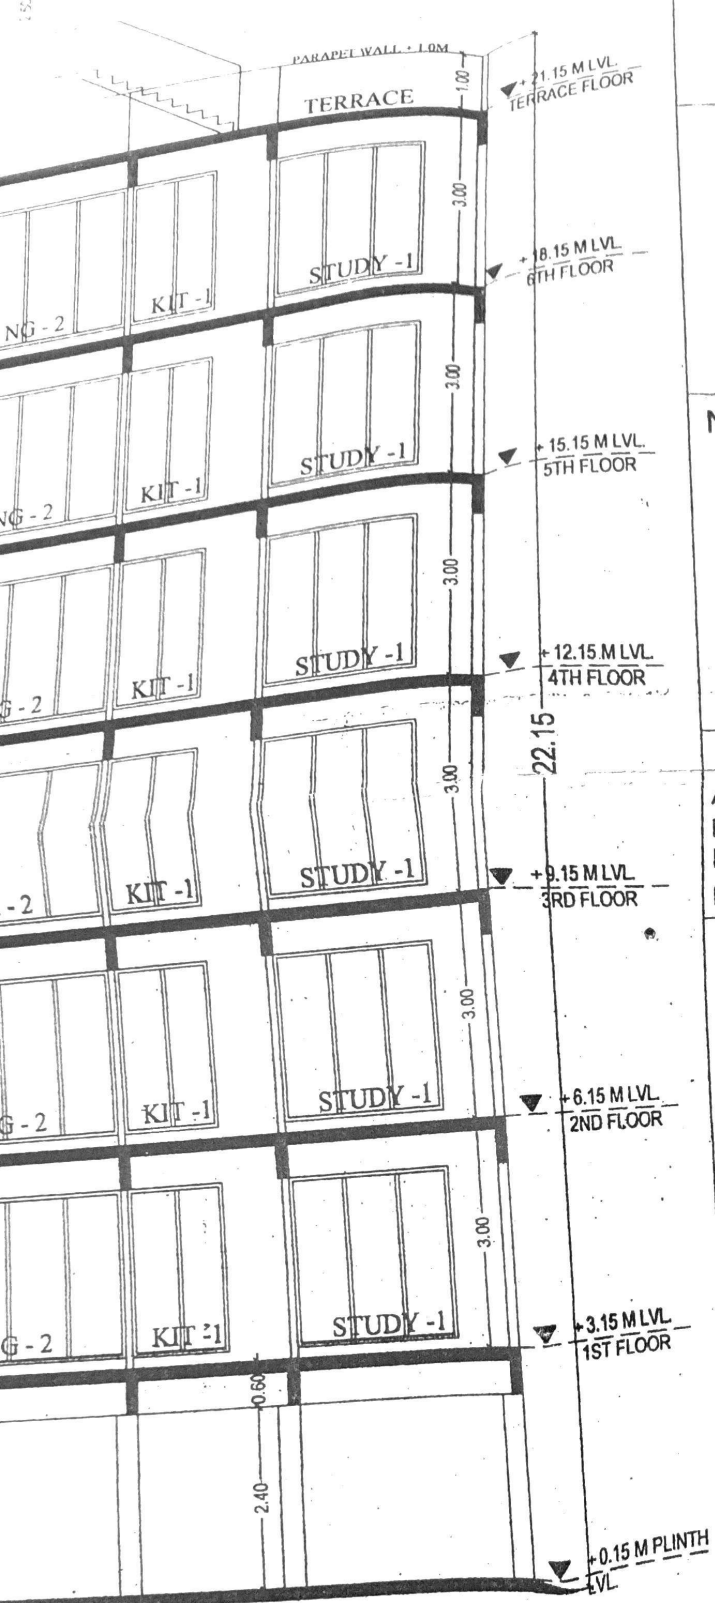 PARAPET WALL + 1.0M
1.00
+ 21.15 M LVL.
TERRACE FLOOR
TERRACE
3.00
STUDY -1
KIT -1
NG - 2
+ 18.15 M LVL.
6TH FLOOR
3.00
STUDY -1
KIT -1
NG - 2
+ 15.15 M LVL.
5TH FLOOR
3.00
STUDY -1
KIT -1
G - 2
+ 12.15 M LVL.
4TH FLOOR
22.15
3.00
STUDY -1
KIT -1
- 2
+9.15 M LVL.
3RD FLOOR
3.00
STUDY -1
KIT -1
G - 2
+6.15 M LVL.
2ND FLOOR
3.00
STUDY -1
KIT -1
G - 2
+3.15 M LVL.
1ST FLOOR
0.60
2.40
+0.15 M PLINTH
LVL